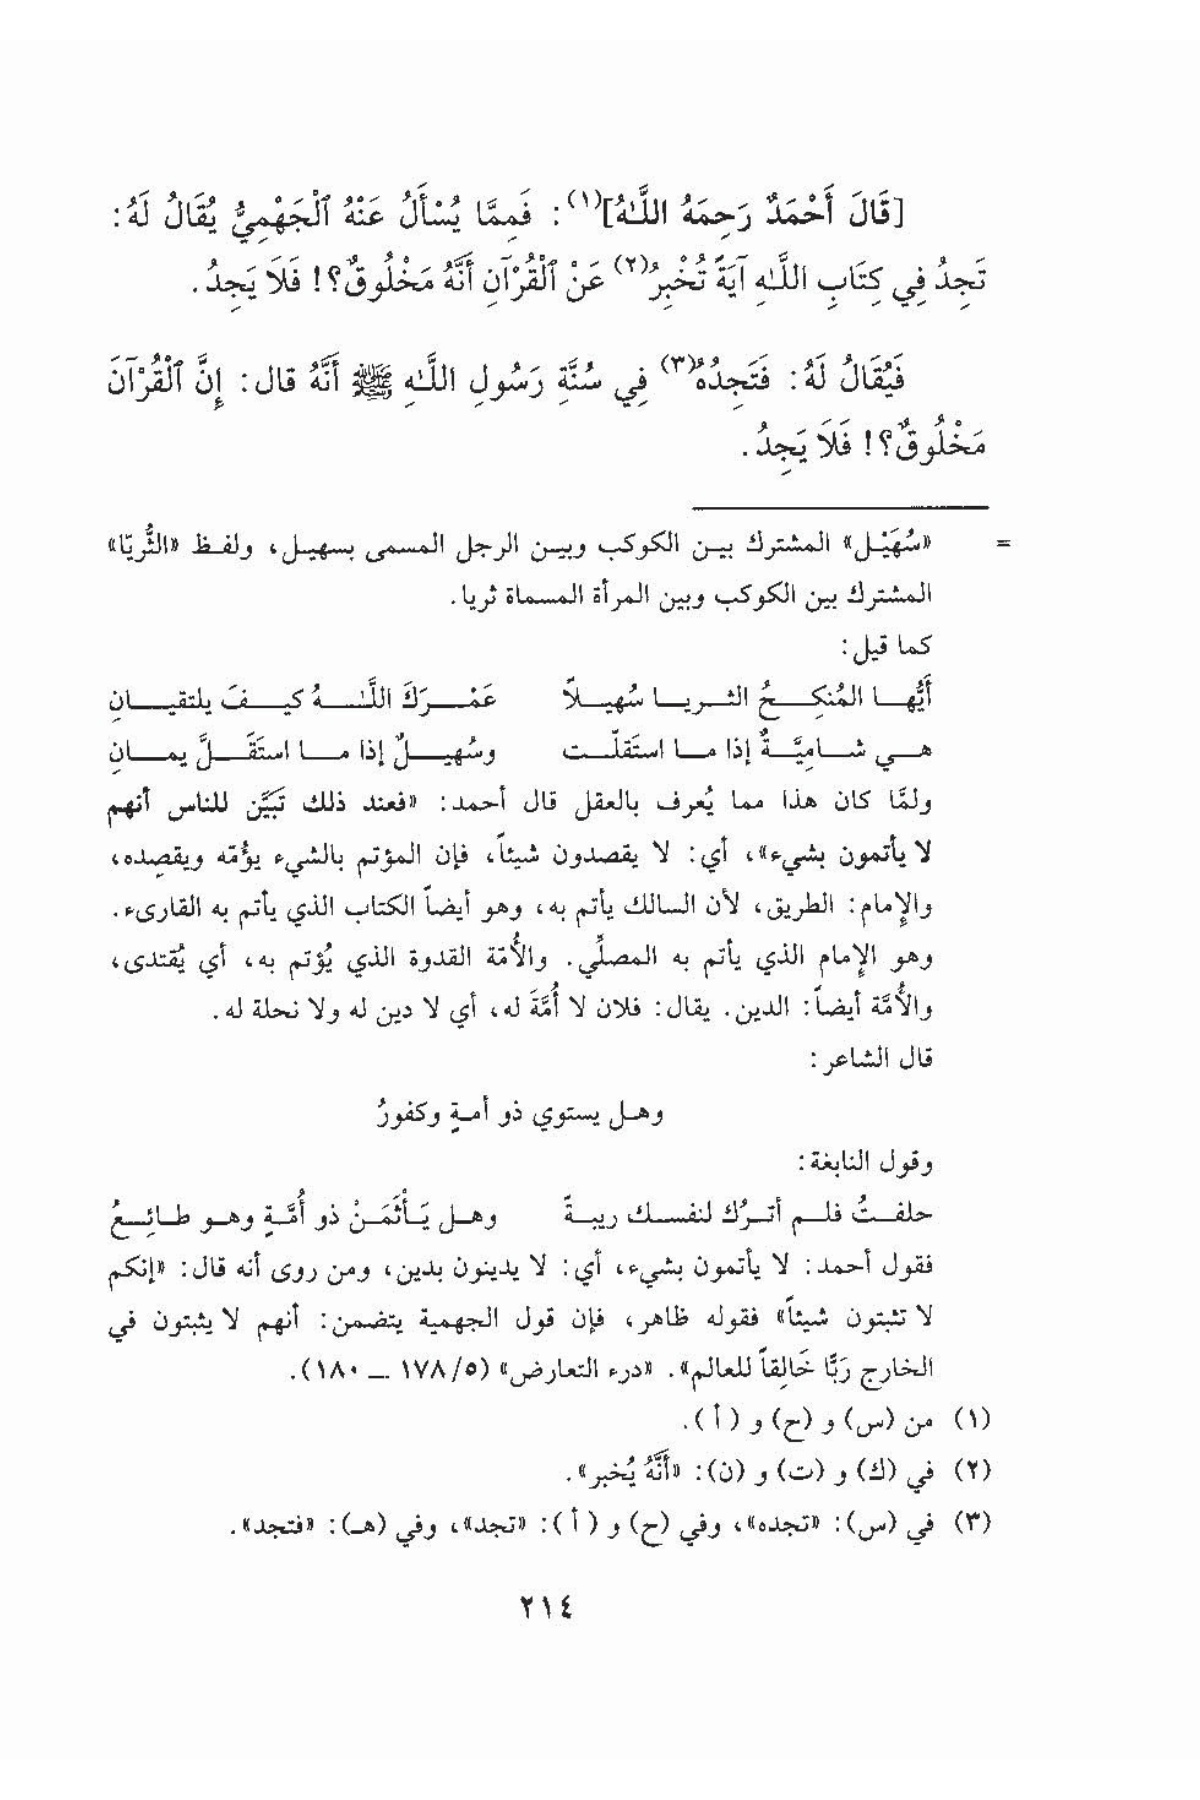 [قَالَ أَحْمَدُ رَحِمَهُ اللَّهُ](١): فَمِمَّا يُسْأَلُ عَنْهُ الْجَهْمِيُّ يُقَالُ لَهُ:
تَجِدُ فِي كِتَابِ اللَّهِ آيَةً تُخْبِرُ(٢) عَنْ الْقُرْآنِ أَنَّهُ مَخْلُوقٌ؟! فَلَا يَجِدُ.
فَيُقَالُ لَهُ: فَتَجِدُهُ(٣) فِي سُنَّةِ رَسُولِ اللَّهِ ﷺ أَنَّهُ قال: إِنَّ الْقُرْآنَ
مَخْلُوقٌ؟! فَلَا يَجِدُ.
= «سُهَيْل» المشترك بين الكوكب وبين الرجل المسمى بسهيل، ولفظ «الثُّريّا»
المشترك بين الكوكب وبين المرأة المسماة ثريا.
كما قيل:
أَيُّها المُنكِحُ الثريا سُهيلاً عَمْرَكَ اللَّهُ كيفَ يلتقيانِ
هي شامِيَّةٌ إذا ما استَقلّت وسُهيلٌ إذا ما استَقَلَّ يمانِ
ولمَّا كان هذا مما يُعرف بالعقل قال أحمد: «فعند ذلك تَبَيَّن للناس أنهم
لا يأتمون بشيء»، أي: لا يقصدون شيئاً، فإن المؤتم بالشيء يؤُمّه ويقصِده،
والإمام: الطريق، لأن السالك يأتم به، وهو أيضاً الكتاب الذي يأتم به القارىء.
وهو الإمام الذي يأتم به المصلِّي. والأُمّة القدوة الذي يُؤتم به، أي يُقتدى،
والأُمَّة أيضاً: الدين. يقال: فلان لا أُمَّةَ له، أي لا دين له ولا نحلة له.
قال الشاعر:
وهل يستوي ذو أمةٍ وكفورُ
وقول النابغة:
حلفتُ فلم أترُك لنفسك ريبةً وهل يَأْثَمَنْ ذو أُمَّةٍ وهو طائِعُ
فقول أحمد: لا يأتمون بشيء، أي: لا يدينون بدين، ومن روى أنه قال: «إنكم
لا تثبتون شيئاً» فقوله ظاهر، فإن قول الجهمية يتضمن: أنهم لا يثبتون في
الخارج رَبًّا خَالِقاً للعالم». «درء التعارض» (٥/١٧٨ ــ ١٨٠).
(١) من (س) و (ح) و (أ).
(٢) في (ك) و (ت) و (ن): «أَنَّهُ يُخبر».
(٣) في (س): «تجده»، وفي (ح) و (أ): «تجد»، وفي (هـ): «فتجد».
٢١٤